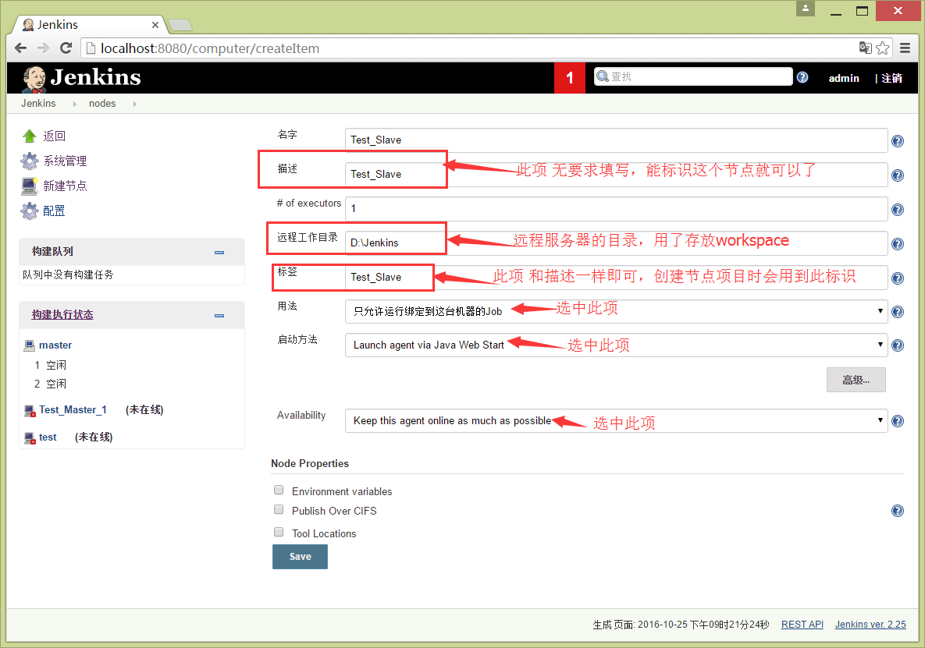 Jenkins
localhost:8080/computer/createItem
Jenkins
1
查找
admin
| 注销
Jenkins
nodes
返回
系统管理
新建节点
配置
构建队列
队列中没有构建任务
构建执行状态
master
1 空闲
2 空闲
Test_Master_1 (未在线)
test (未在线)
名字 Test_Slave
描述 Test_Slave 此项 无要求填写，能标识这个节点就可以了
# of executors 1
远程工作目录 D:\Jenkins 远程服务器的目录，用了存放workspace
标签 Test_Slave 此项 和描述一样即可，创建节点项目时会用到此标识
用法 只允许运行绑定到这台机器的Job 选中此项
启动方法 Launch agent via Java Web Start 选中此项
高级...
Availability Keep this agent online as much as possible 选中此项
Node Properties
Environment variables
Publish Over CIFS
Tool Locations
Save
生成 页面: 2016-10-25 下午09时21分24秒 REST API Jenkins ver. 2.25